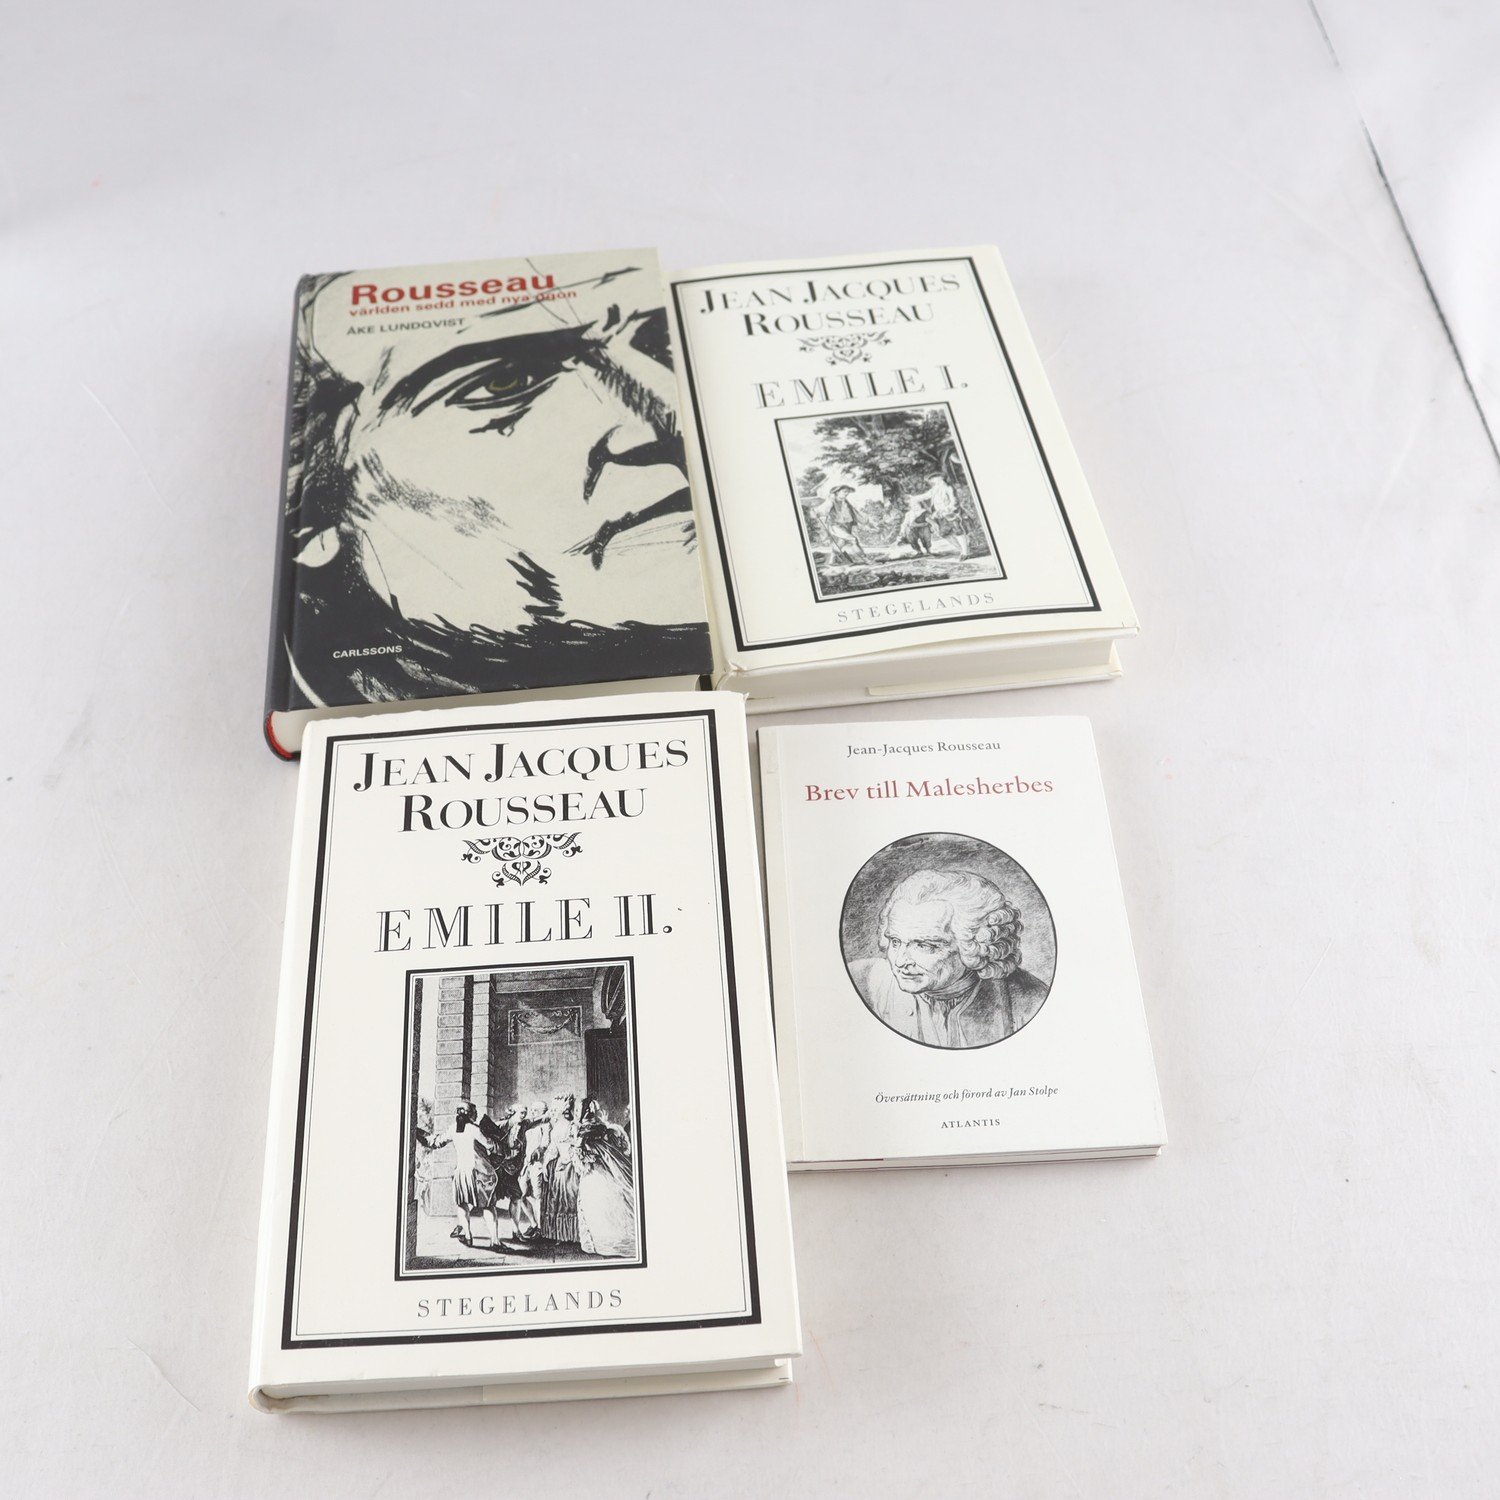 Rousseau
världen sedd med nya ögon
ÅKE LUNDQVIST
CARLSSONS
JEAN JACQUES
ROUSSEAU
EMILE I.
STEGELANDS
JEAN JACQUES
ROUSSEAU
EMILE II.
STEGELANDS
Jean-Jacques Rousseau
Brev till Malesherbes
Översättning och förord av Jan Stolpe
ATLANTIS